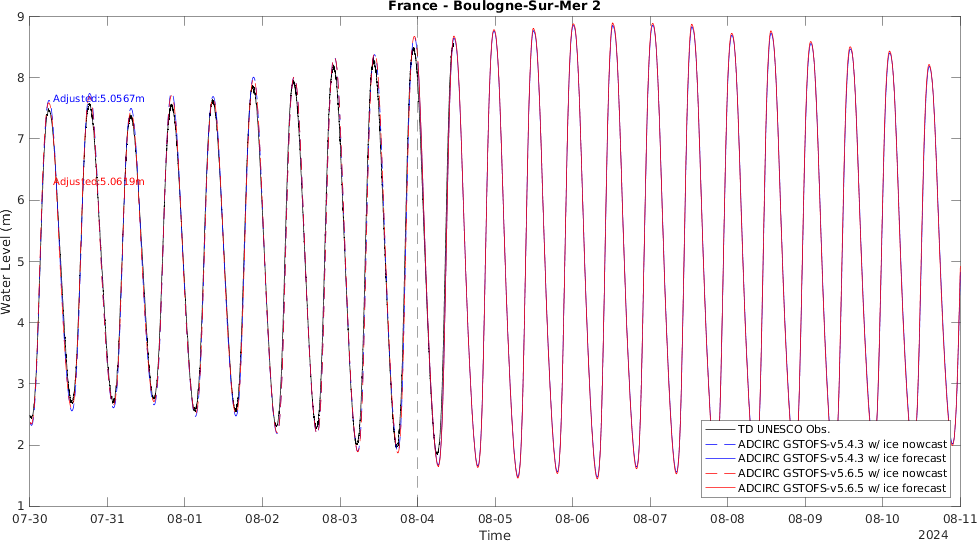 France - Boulogne-Sur-Mer 2
9
8
7
6
5
4
3
2
1
Water Level (m)
Adjusted:5.0567m
Adjusted:5.0619m
TD UNESCO Obs.
ADCIRC GSTOFS-v5.4.3 w/ ice nowcast
ADCIRC GSTOFS-v5.4.3 w/ ice forecast
ADCIRC GSTOFS-v5.6.5 w/ ice nowcast
ADCIRC GSTOFS-v5.6.5 w/ ice forecast
07-30 07-31 08-01 08-02 08-03 08-04 08-05 08-06 08-07 08-08 08-09 08-10 08-11
Time
2024